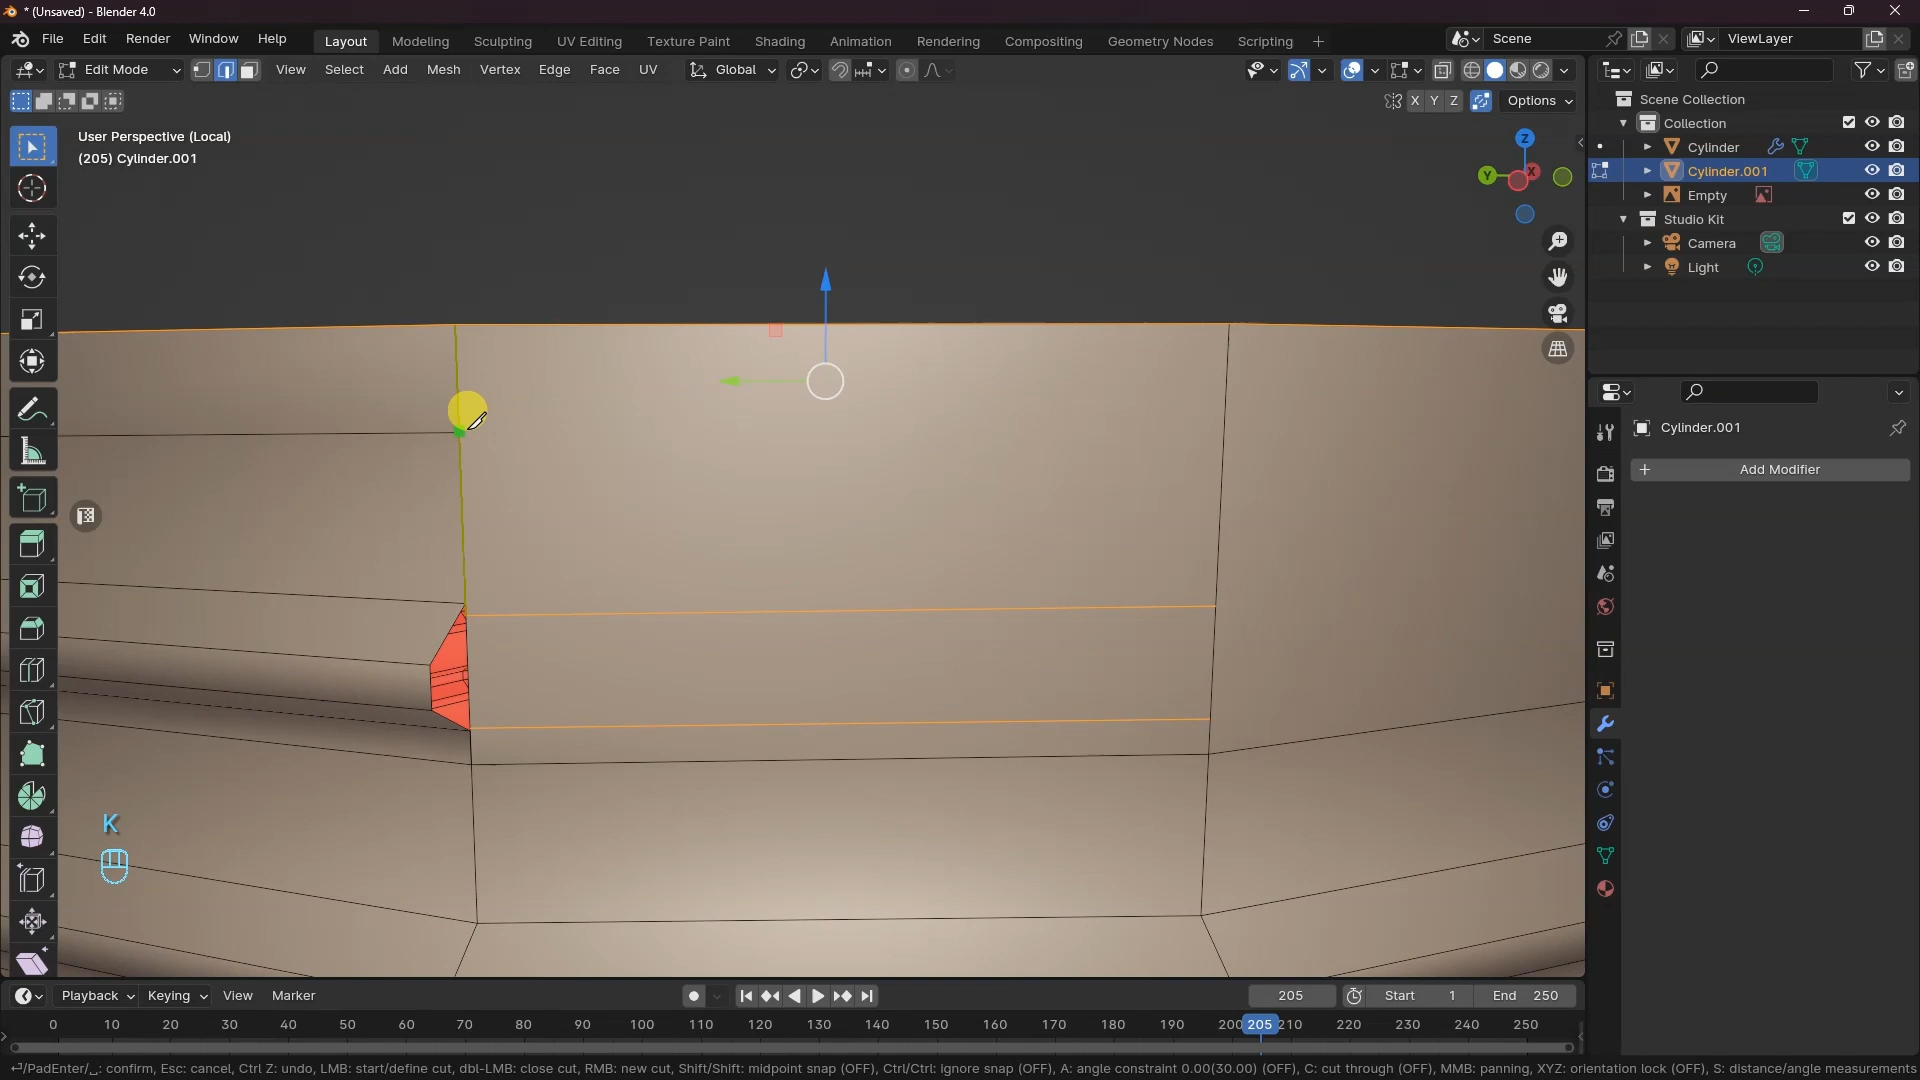 * (Unsaved) - Blender 4.0
File Edit Render Window Help Layout Modeling Sculpting UV Editing Texture Paint Shading Animation Rendering Compositing Geometry Nodes Scripting + Scene ViewLayer
Edit Mode View Select Add Mesh Vertex Edge Face UV Global
X Y Z Options
User Perspective (Local)
(205) Cylinder.001
Z
Y X
K
Scene Collection
Collection
Cylinder
Cylinder.001
Empty
Studio Kit
Camera
Light
Cylinder.001
+ Add Modifier
Playback Keying View Marker 205 Start 1 End 250
0 10 20 30 40 50 60 70 80 90 100 110 120 130 140 150 160 170 180 190 200 205 210 220 230 240 250
⏎/PadEnter/␣: confirm, Esc: cancel, Ctrl Z: undo, LMB: start/define cut, dbl-LMB: close cut, RMB: new cut, Shift/Shift: midpoint snap (OFF), Ctrl/Ctrl: ignore snap (OFF), A: angle constraint 0.00(30.00) (OFF), C: cut through (OFF), MMB: panning, XYZ: orientation lock (OFF), S: distance/angle measurements